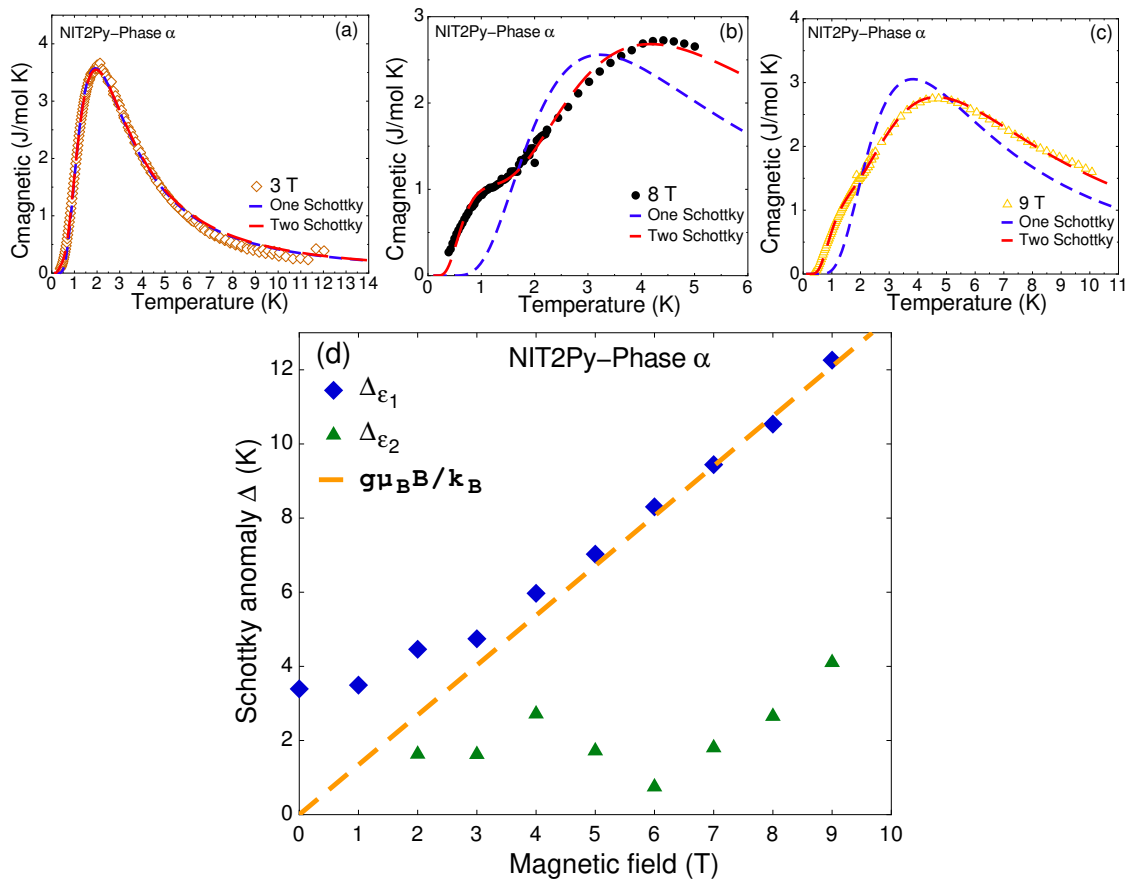 NIT2Py−Phase α
(a)
Cmagnetic (J/mol K)
4
3
2
1
0
3 T
One Schottky
Two Schottky
0 1 2 3 4 5 6 7 8 9 10 11 12 13 14
Temperature (K)
NIT2Py−Phase α
(b)
Cmagnetic (J/mol K)
3
2
1
0
8 T
One Schottky
Two Schottky
0 1 2 3 4 5 6
Temperature (K)
NIT2Py−Phase α
(c)
Cmagnetic (J/mol K)
4
3
2
1
0
9 T
One Schottky
Two Schottky
0 1 2 3 4 5 6 7 8 9 10 11
Temperature (K)
(d)
NIT2Py−Phase α
Δε1
Δε2
gμBB/kB
Schottky anomaly Δ (K)
12
10
8
6
4
2
0
0 1 2 3 4 5 6 7 8 9 10
Magnetic field (T)